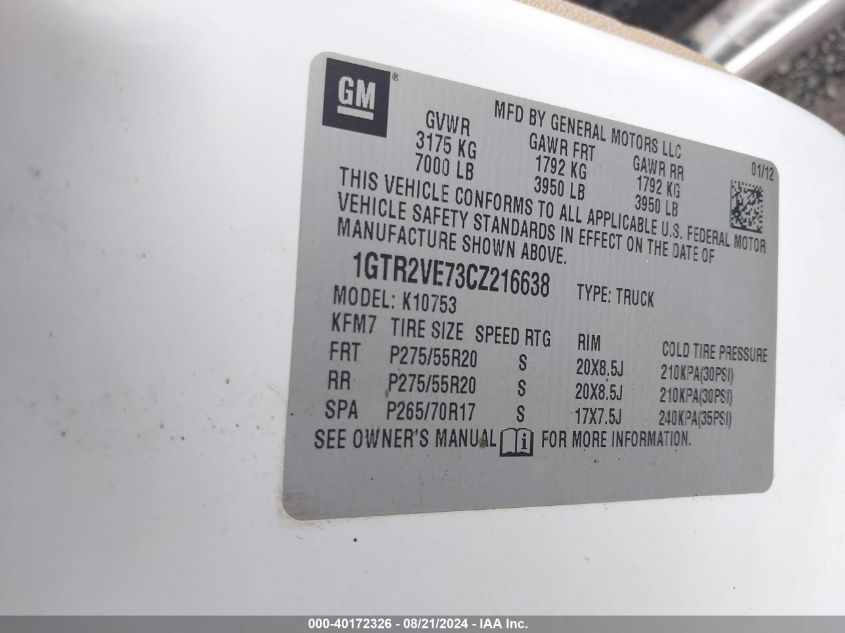 GM®
MFD BY GENERAL MOTORS LLC
01/12
GVWR GAWR FRT GAWR RR
3175 KG 1792 KG 1792 KG
7000 LB 3950 LB 3950 LB
THIS VEHICLE CONFORMS TO ALL APPLICABLE U.S. FEDERAL MOTOR
VEHICLE SAFETY STANDARDS IN EFFECT ON THE DATE OF
MANUFACTURE SHOWN ABOVE.
1GTR2VE73CZ216638 TYPE: TRUCK
MODEL: K10753
KFM7 TIRE SIZE SPEED RTG RIM COLD TIRE PRESSURE
FRT P275/55R20 S 20X8.5J 210KPA(30PSI)
RR P275/55R20 S 20X8.5J 210KPA(30PSI)
SPA P265/70R17 S 17X7.5J 240KPA(35PSI)
SEE OWNER'S MANUAL i FOR MORE INFORMATION.
000-40172326 - 08/21/2024 - IAA Inc.